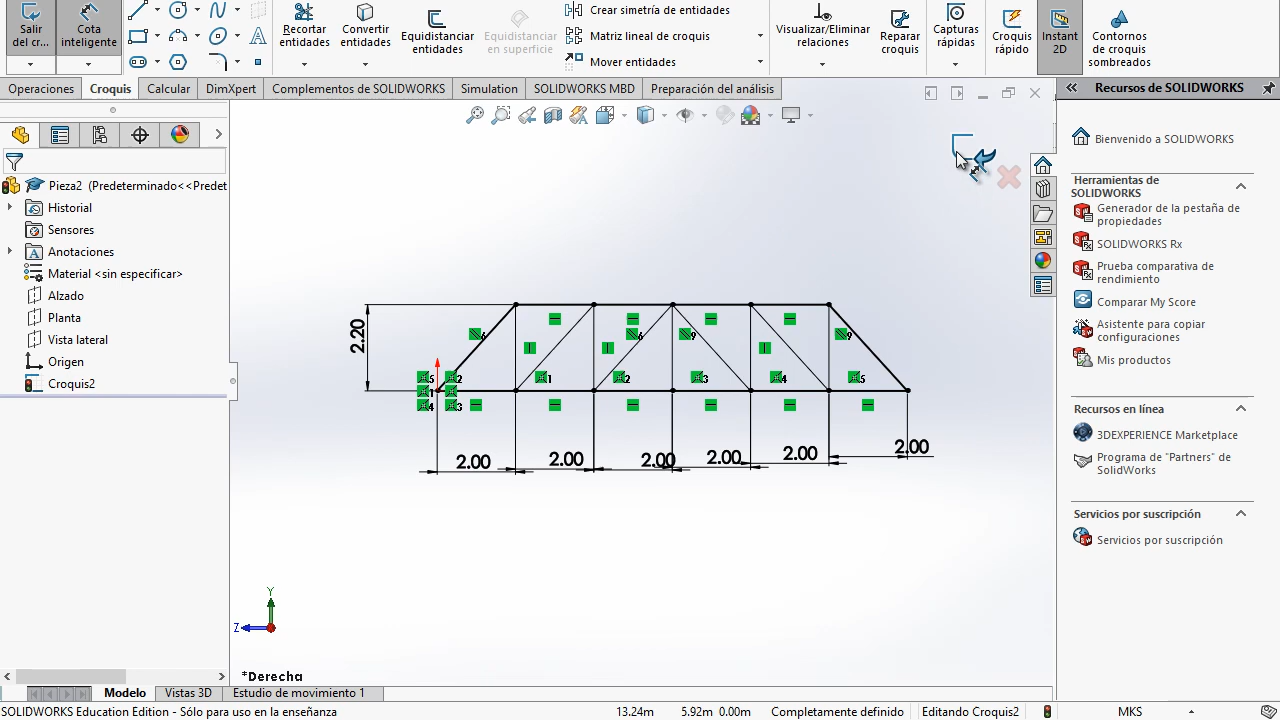 Salir del cr...
Cota inteligente
Recortar entidades
Convertir entidades
Equidistanciar entidades
Equidistanciar en superficie
Crear simetría de entidades
Matriz lineal de croquis
Mover entidades
Visualizar/Eliminar relaciones
Reparar croquis
Capturas rápidas
Croquis rápido
Instant 2D
Contornos de croquis sombreados
Operaciones
Croquis
Calcular
DimXpert
Complementos de SOLIDWORKS
Simulation
SOLIDWORKS MBD
Preparación del análisis
Pieza2 (Predeterminado<<Predet
Historial
Sensores
Anotaciones
Material <sin especificar>
Alzado
Planta
Vista lateral
Origen
Croquis2
2.20
2.00
2.00
2.00
2.00
2.00
2.00
Y
Z
*Derecha
Recursos de SOLIDWORKS
Bienvenido a SOLIDWORKS
Herramientas de
SOLIDWORKS
Generador de la pestaña de
propiedades
SOLIDWORKS Rx
Prueba comparativa de
rendimiento
Comparar My Score
Asistente para copiar
configuraciones
Mis productos
Recursos en línea
3DEXPERIENCE Marketplace
Programa de "Partners" de
SolidWorks
Servicios por suscripción
Servicios por suscripción
Modelo
Vistas 3D
Estudio de movimiento 1
SOLIDWORKS Education Edition - Sólo para uso en la enseñanza
13.24m
5.92m 0.00m
Completamente definido
Editando Croquis2
MKS